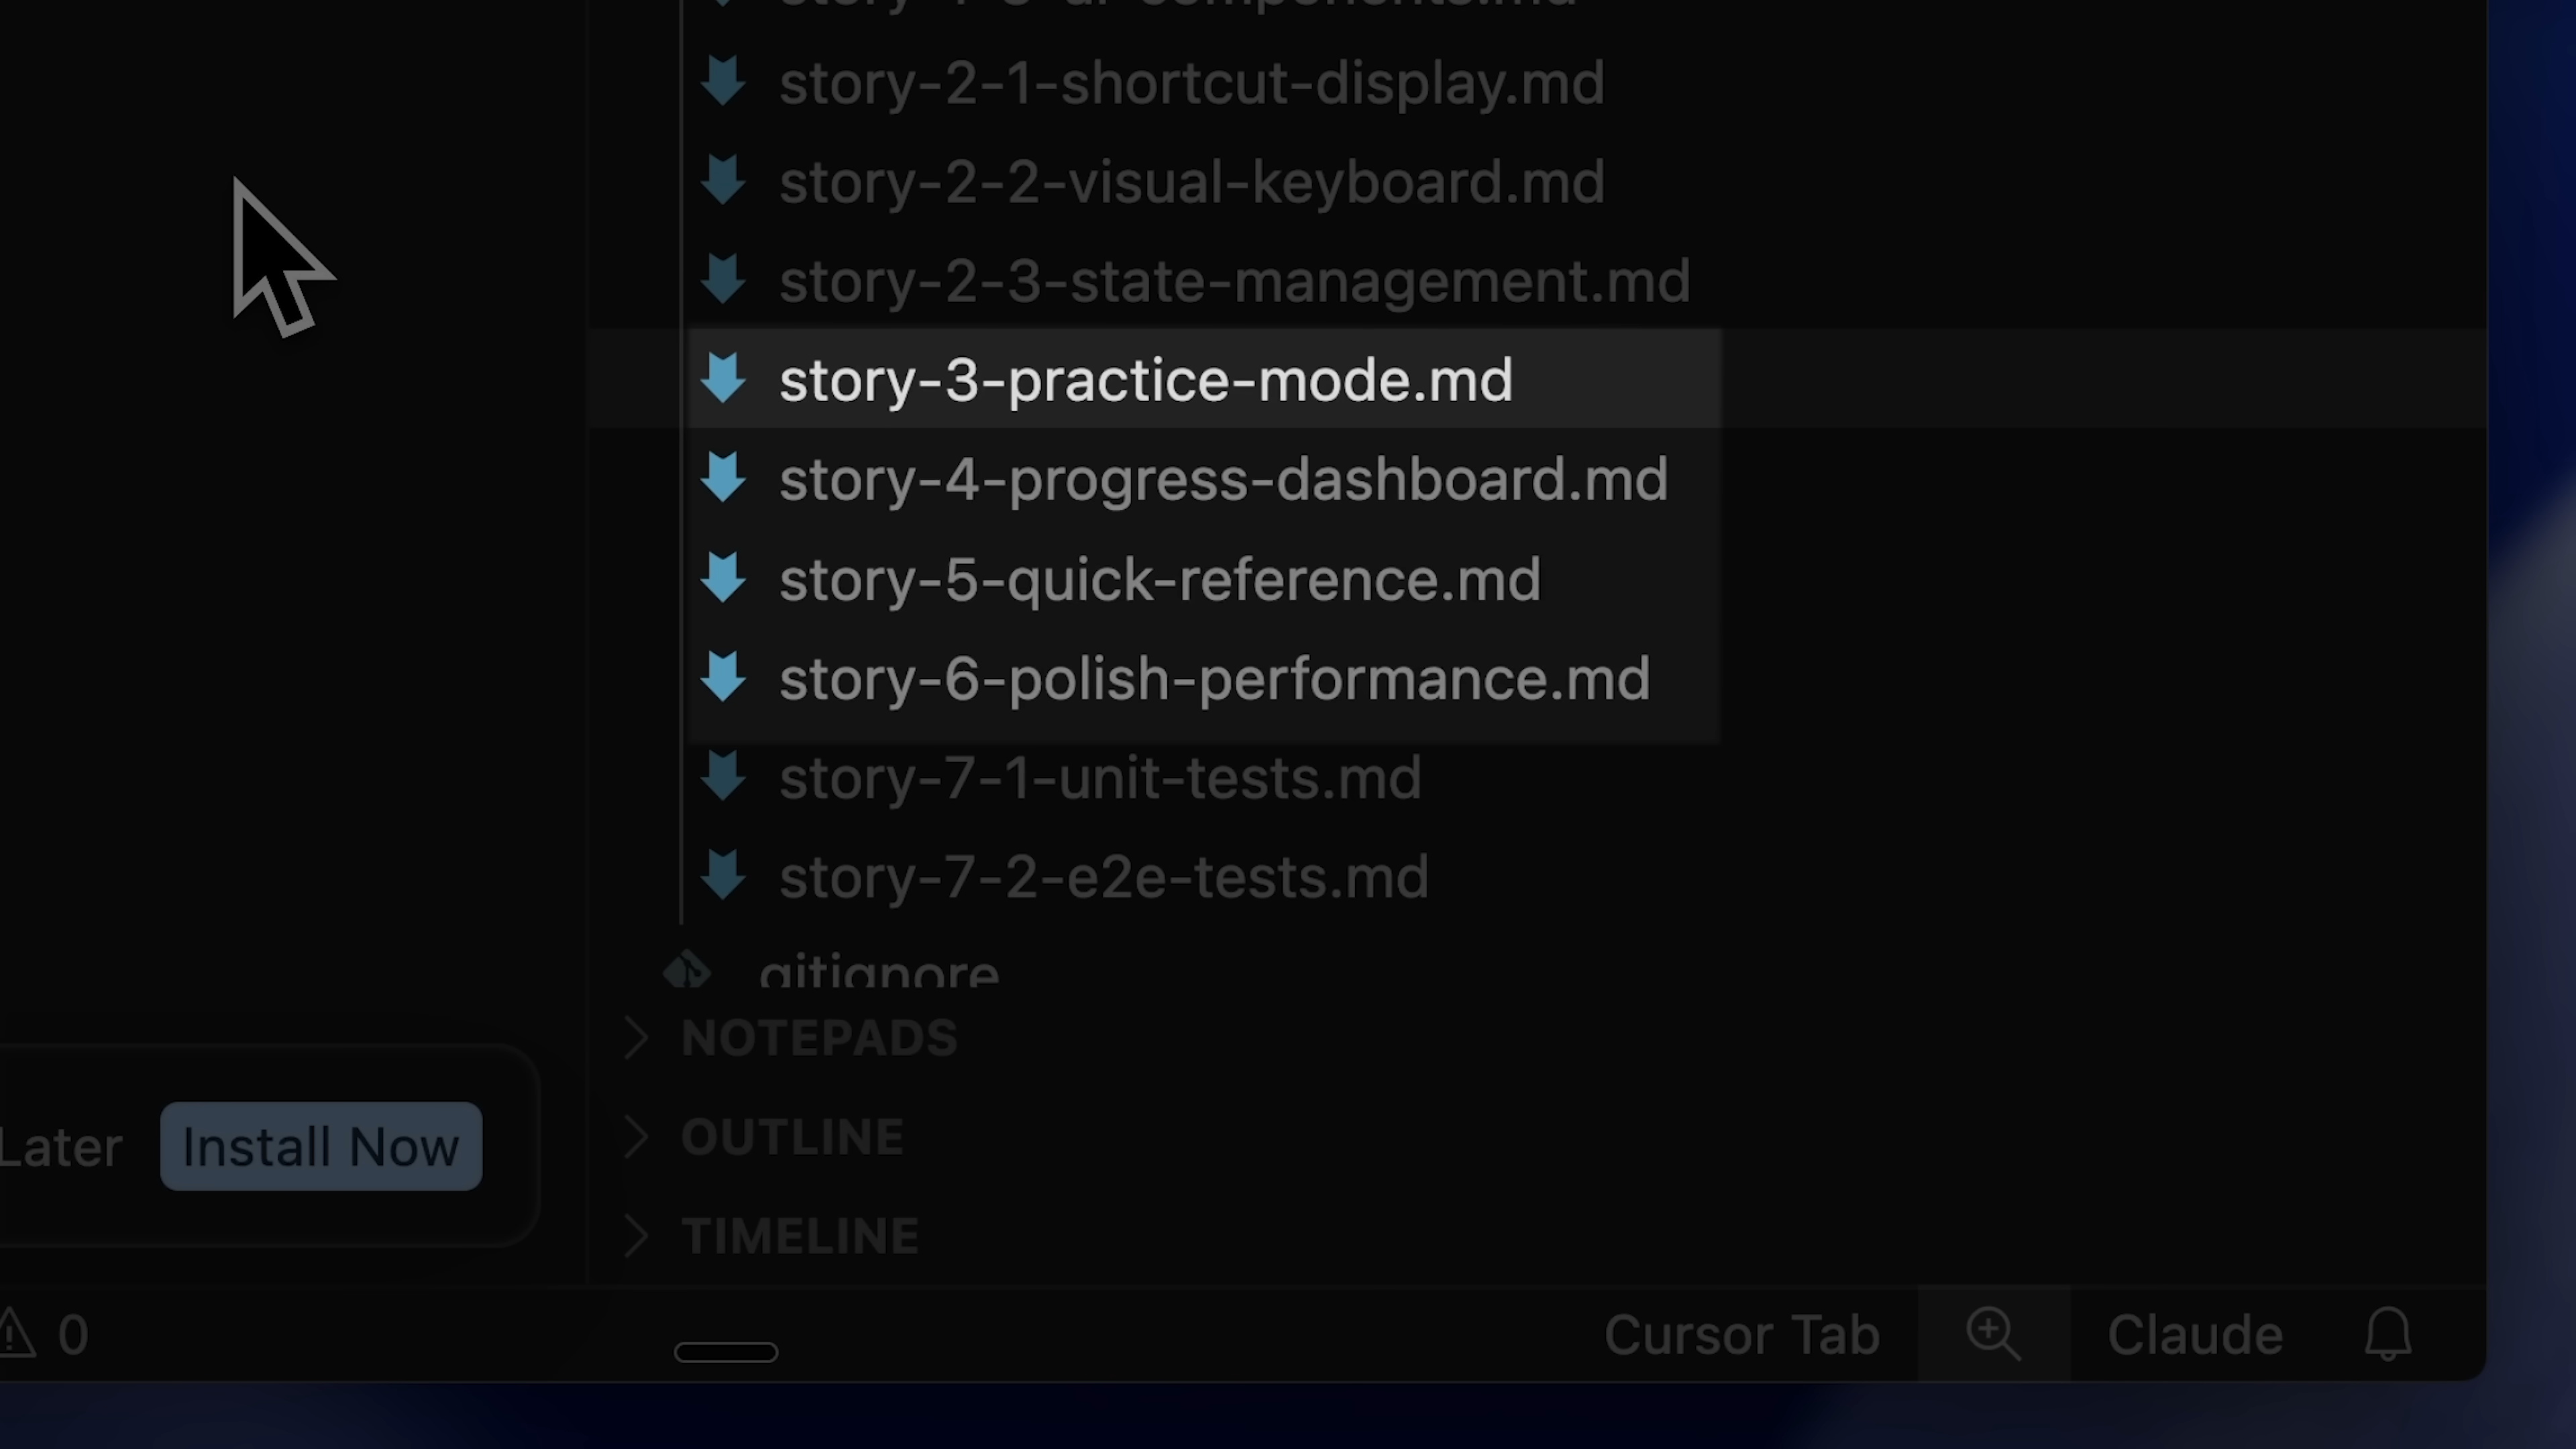 story-2-1-shortcut-display.md
story-2-2-visual-keyboard.md
story-2-3-state-management.md
story-3-practice-mode.md
story-4-progress-dashboard.md
story-5-quick-reference.md
story-6-polish-performance.md
story-7-1-unit-tests.md
story-7-2-e2e-tests.md
gitignore
NOTEPADS
OUTLINE
Later Install Now
TIMELINE
0 Cursor Tab Claude